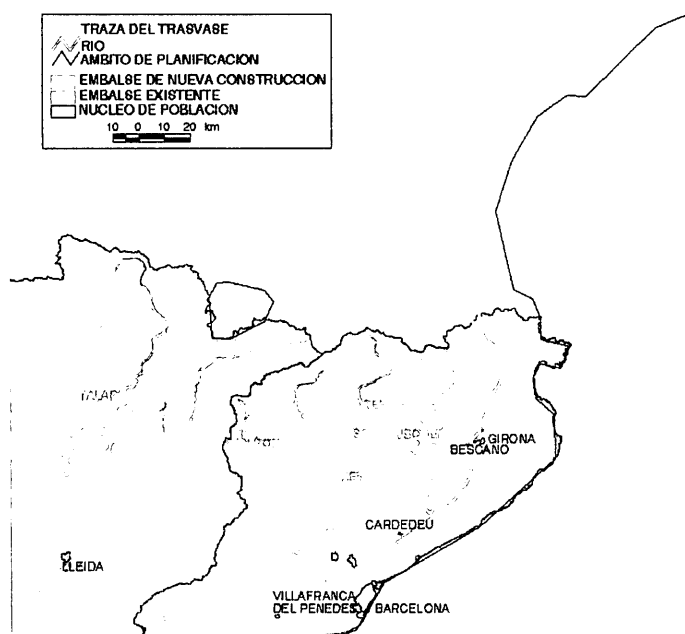 TRAZA DEL TRASVASE
RIO
AMBITO DE PLANIFICACION
EMBALSE DE NUEVA CONSTRUCCION
EMBALSE EXISTENTE
NUCLEO DE POBLACION
10 0 10 20 km
GIRONA
BESCANO
CARDEDEU
LLEIDA
VILLAFRANCA
DEL PENEDES
BARCELONA